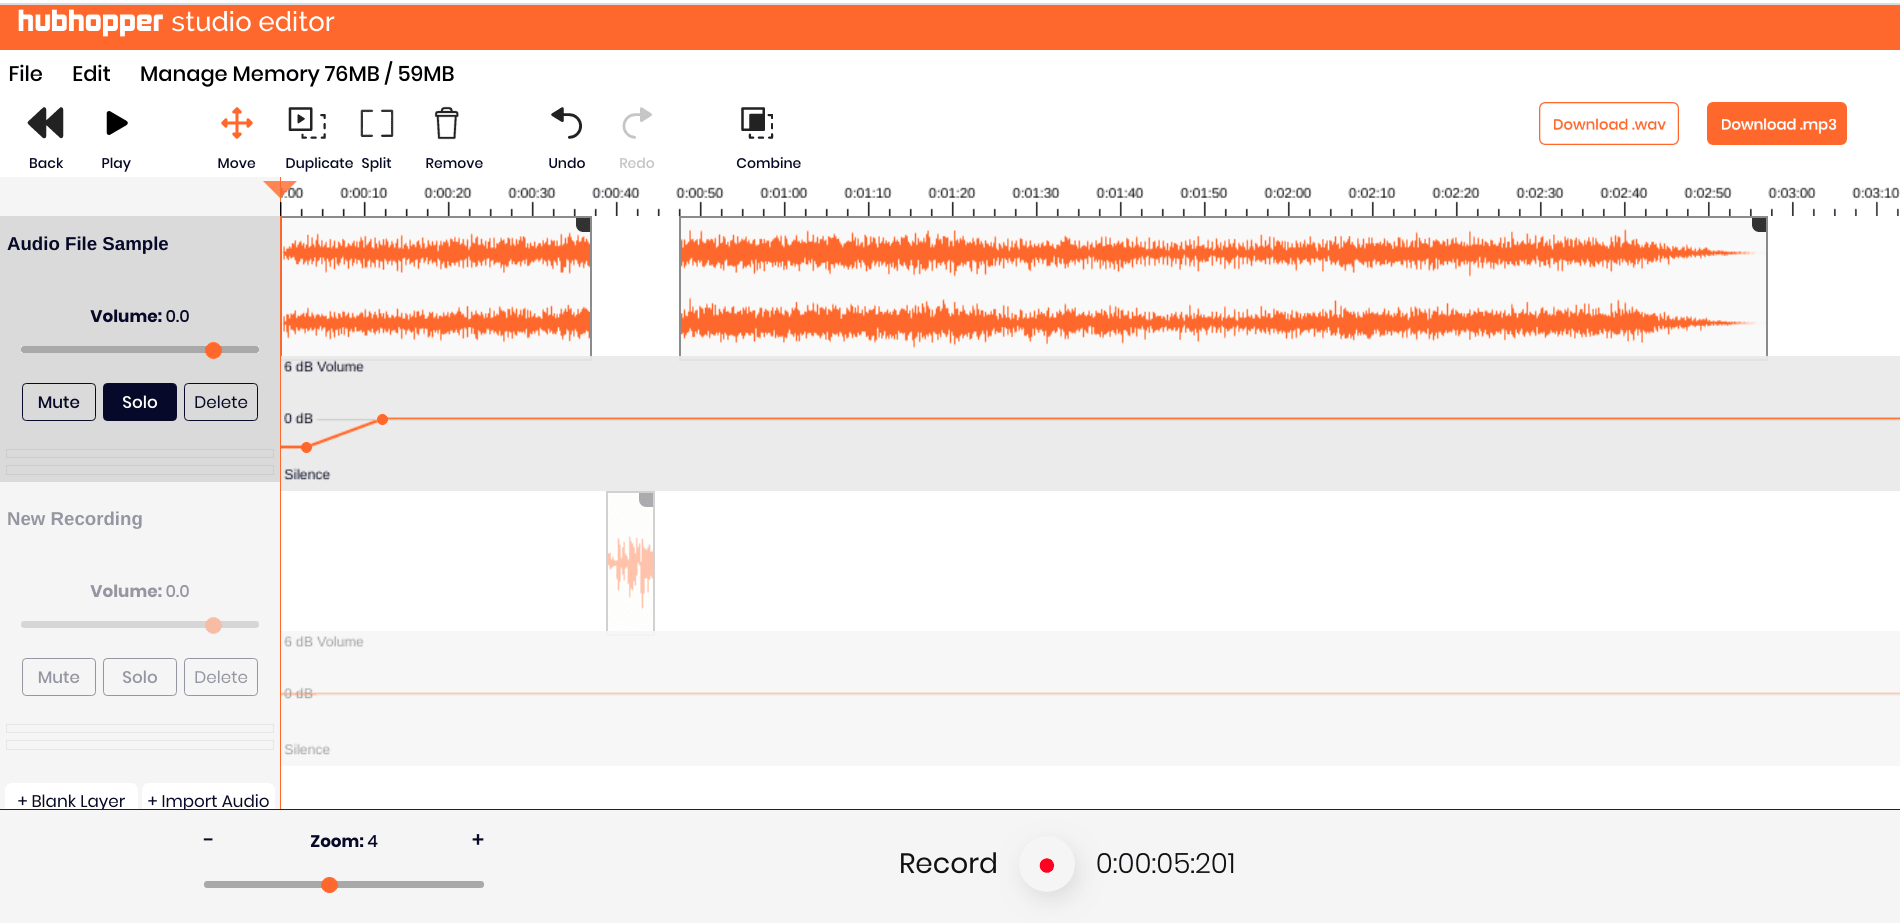 hubhopper studio editor
File Edit Manage Memory 76MB / 59MB
Back Play Move Duplicate Split Remove Undo Redo Combine Download .wav Download .mp3
:00 0:00:10 0:00:20 0:00:30 0:00:40 0:00:50 0:01:00 0:01:10 0:01:20 0:01:30 0:01:40 0:01:50 0:02:00 0:02:10 0:02:20 0:02:30 0:02:40 0:02:50 0:03:00 0:03:10
Audio File Sample
Volume: 0.0
Mute Solo Delete
6 dB Volume
0 dB
Silence
New Recording
Volume: 0.0
Mute Solo Delete
6 dB Volume
0 dB
Silence
+ Blank Layer + Import Audio
- Zoom: 4 +
Record 0:00:05:201